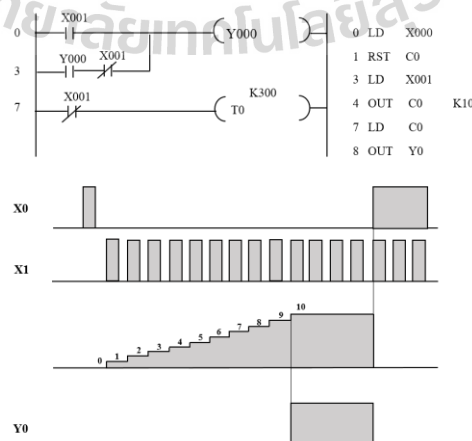 X001
0
Y000
Y000
X001
3
X001
K300
7
T0
0 LD X000
1 RST C0
3 LD X001
4 OUT C0 K10
7 LD C0
8 OUT Y0
X0
X1
0 1 2 3 4 5 6 7 8 9 10
Y0